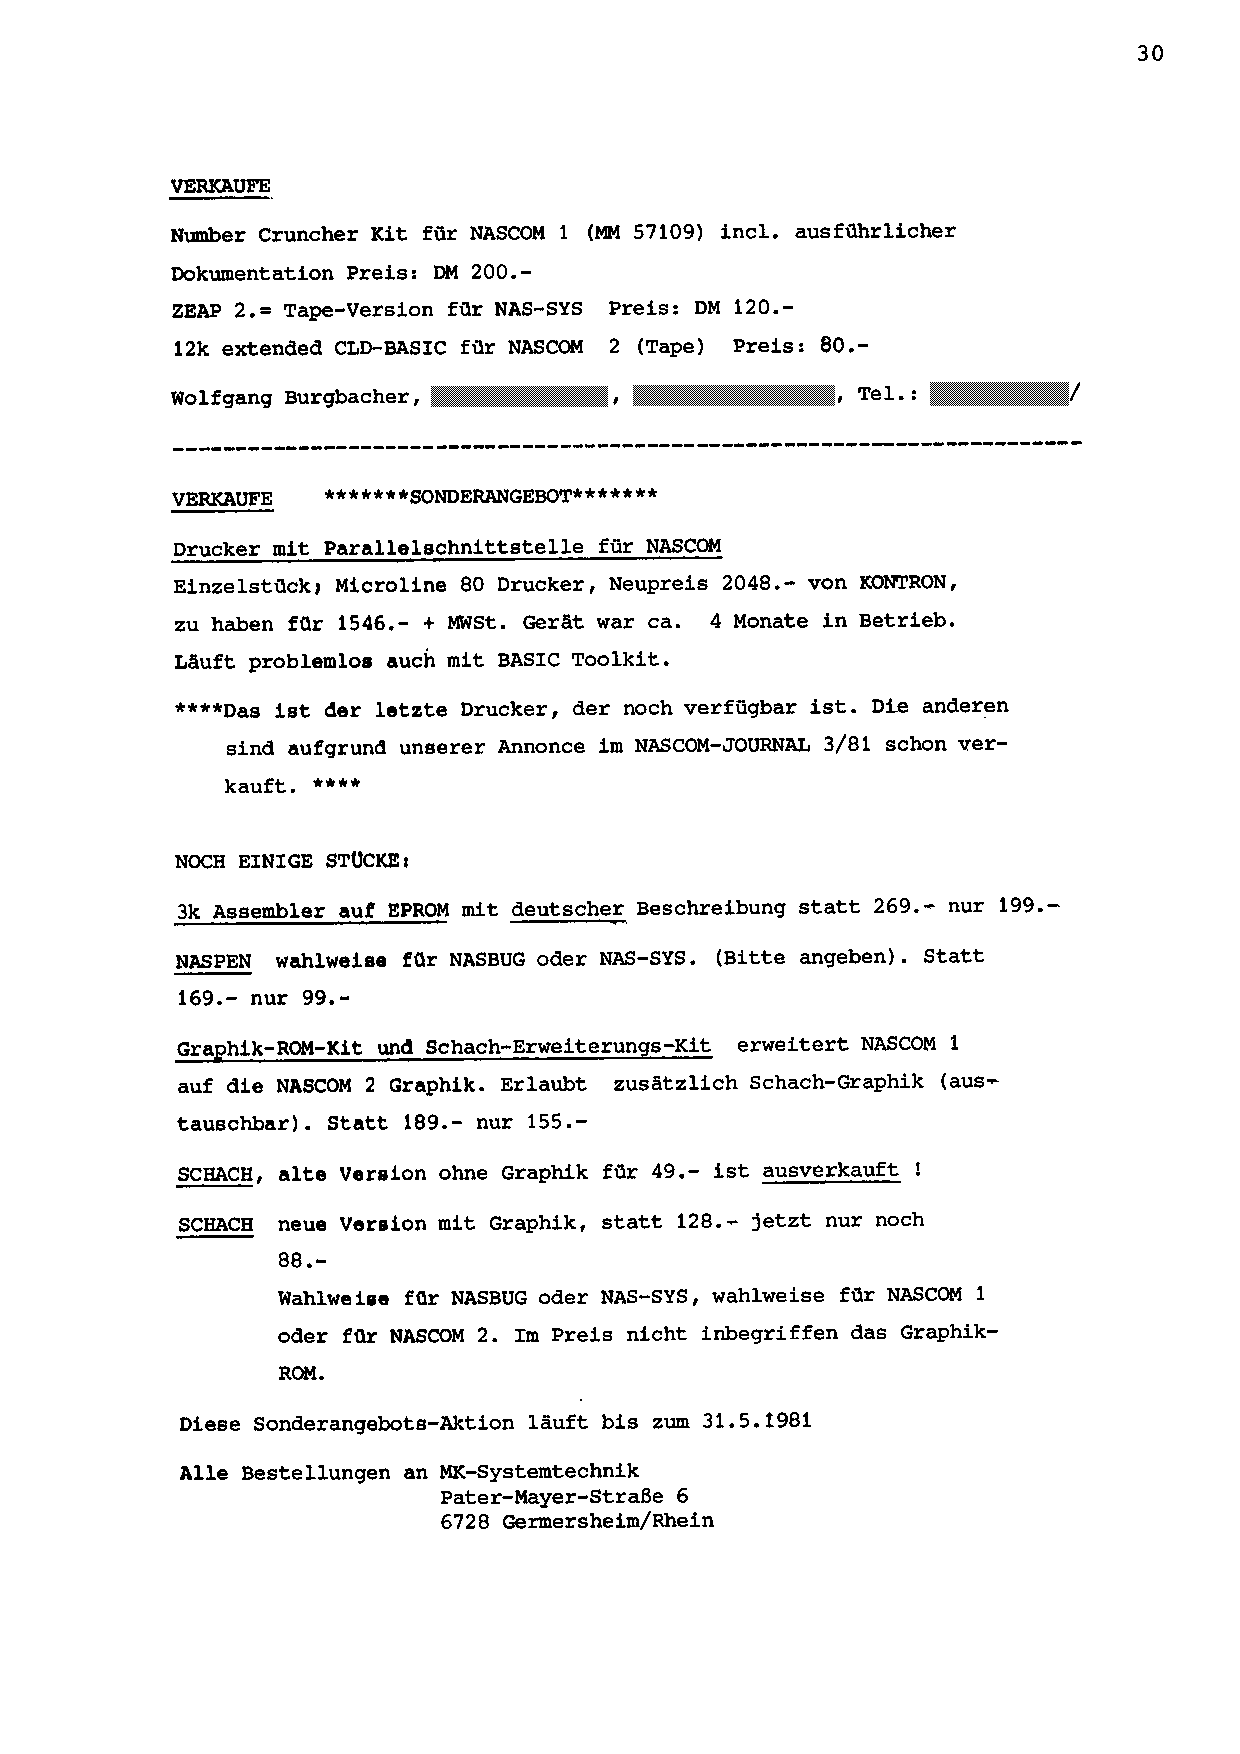 30
VERKAUFE
Number Cruncher Kit für NASCOM 1 (MM 57109) incl. ausführlicher
Dokumentation Preis: DM 200.-
ZEAP 2.= Tape-Version für NAS-SYS Preis: DM 120.-
12k extended CLD-BASIC für NASCOM 2 (Tape) Preis: 80.-
Wolfgang Burgbacher, , , Tel.: /
-------------------------------------------------------------------------
VERKAUFE *******SONDERANGEBOT*******
Drucker mit Parallelschnittstelle für NASCOM
Einzelstück; Microline 80 Drucker, Neupreis 2048.- von KONTRON,
zu haben für 1546.- + MWSt. Gerät war ca. 4 Monate in Betrieb.
Läuft problemlos auch mit BASIC Toolkit.
****Das ist der letzte Drucker, der noch verfügbar ist. Die anderen
sind aufgrund unserer Annonce im NASCOM-JOURNAL 3/81 schon ver-
kauft. ****
NOCH EINIGE STÜCKE:
3k Assembler auf EPROM mit deutscher Beschreibung statt 269.- nur 199.-
NASPEN wahlweise für NASBUG oder NAS-SYS. (Bitte angeben). Statt
169.- nur 99.-
Graphik-ROM-Kit und Schach-Erweiterungs-Kit erweitert NASCOM 1
auf die NASCOM 2 Graphik. Erlaubt zusätzlich Schach-Graphik (aus-
tauschbar). Statt 189.- nur 155.-
SCHACH, alte Version ohne Graphik für 49.- ist ausverkauft !
SCHACH neue Version mit Graphik, statt 128.- jetzt nur noch
88.-
Wahlweise für NASBUG oder NAS-SYS, wahlweise für NASCOM 1
oder für NASCOM 2. Im Preis nicht inbegriffen das Graphik-
ROM.
Diese Sonderangebots-Aktion läuft bis zum 31.5.1981
Alle Bestellungen an MK-Systemtechnik
Pater-Mayer-Straße 6
6728 Germersheim/Rhein